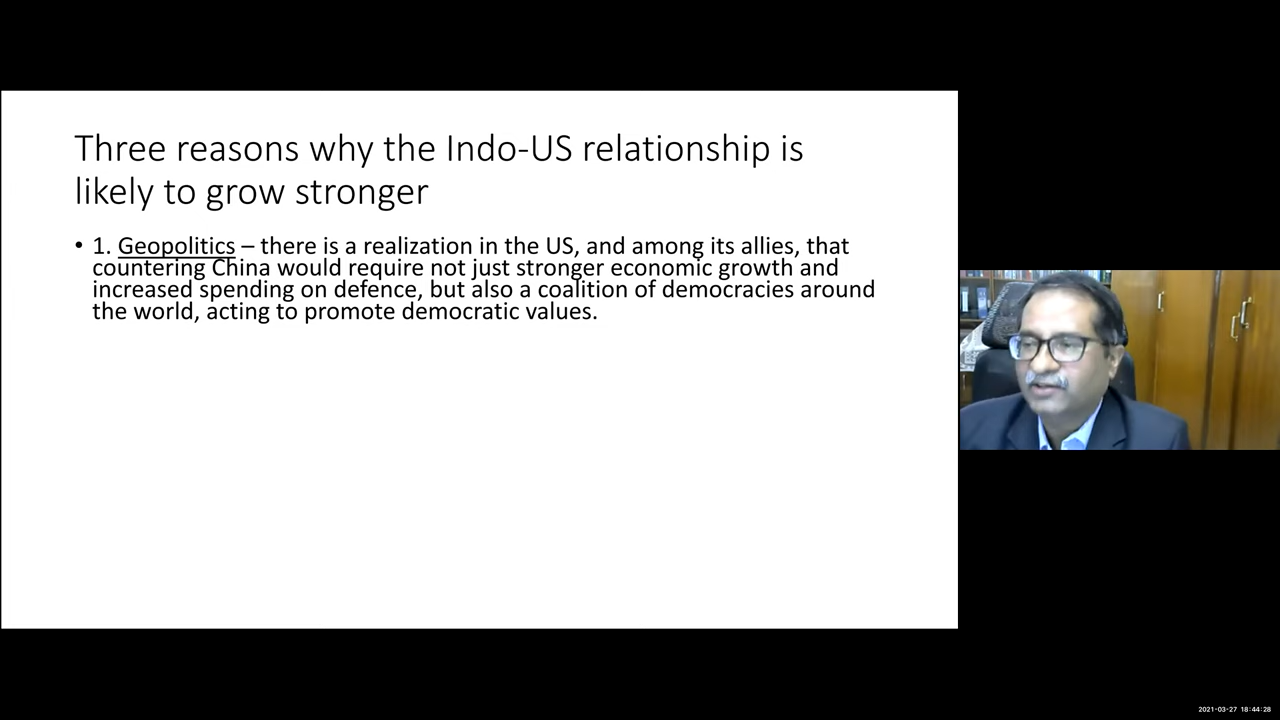 Three reasons why the Indo-US relationship is
likely to grow stronger
• 1. Geopolitics – there is a realization in the US, and among its allies, that
countering China would require not just stronger economic growth and
increased spending on defence, but also a coalition of democracies around
the world, acting to promote democratic values.
2021-03-27 18:44:28